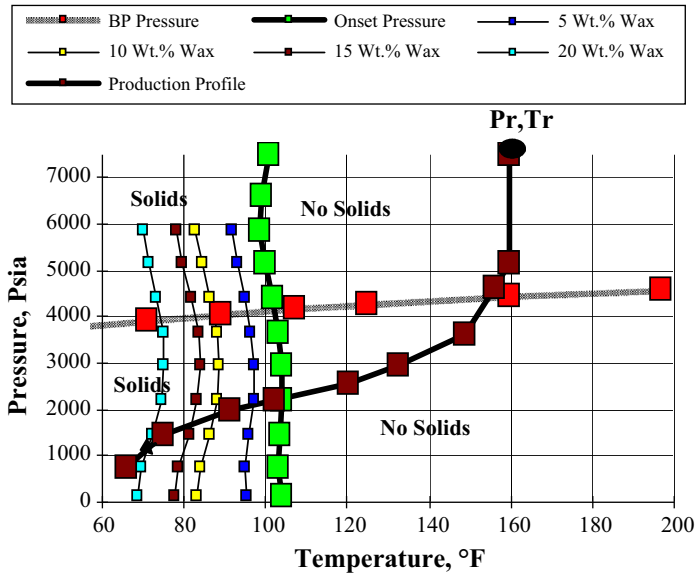 BP Pressure Onset Pressure 5 Wt.% Wax
10 Wt.% Wax 15 Wt.% Wax 20 Wt.% Wax
Production Profile
Pr,Tr
7000
Solids
No Solids
6000
5000
4000
3000
Solids
2000
No Solids
1000
0
60 80 100 120 140 160 180 200
Pressure, Psia
Temperature, °F